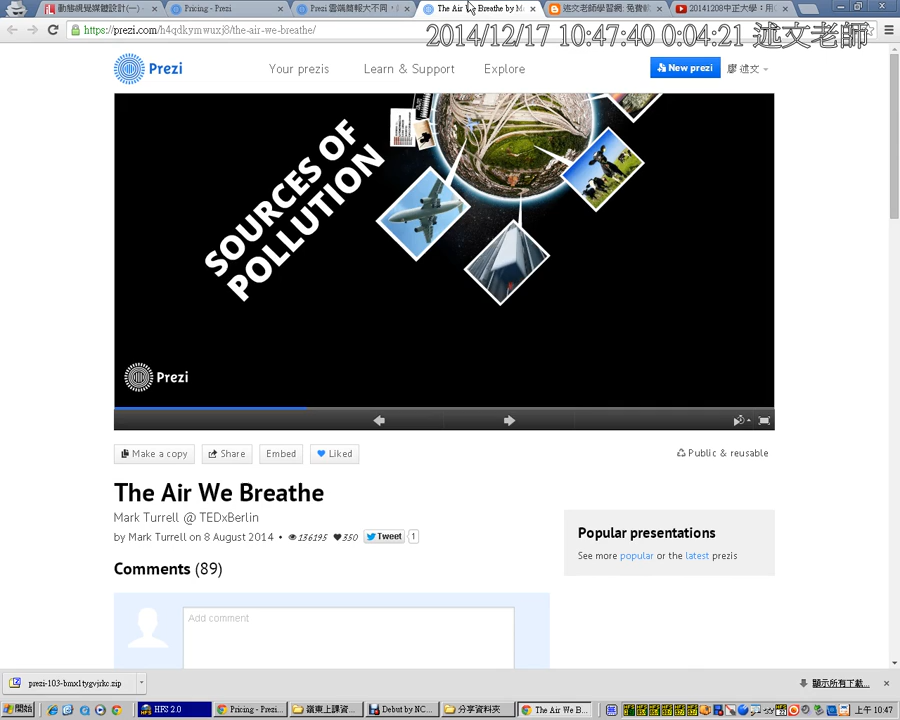 動態視覺媒體設計(一) -
Pricing - Prezi
Prezi 雲端簡報大不同，
The Air We Breathe by M
述文老師學習網: 免費軟
20141208中正大學：用
https://prezi.com/h4qdkymwuxj8/the-air-we-breathe/
2014/12/17 10:47:40 0:04:21 述文老師
Prezi
Your prezis
Learn & Support
Explore
New prezi
廖 述文
SOURCES OF
POLLUTION
Prezi
Make a copy
Share
Embed
Liked
Public & reusable
The Air We Breathe
Mark Turrell @ TEDxBerlin
by Mark Turrell on 8 August 2014 • 136195 350 Tweet 1
Popular presentations
See more popular or the latest prezis
Comments (89)
Add comment
prezi-103-bmx1tygvjrkc.zip
顯示所有下載...
開始
HFS 2.0
Pricing - Prezi...
嶺東上課資...
Debut by NC...
分享資料夾
The Air We B...
上午 10:47